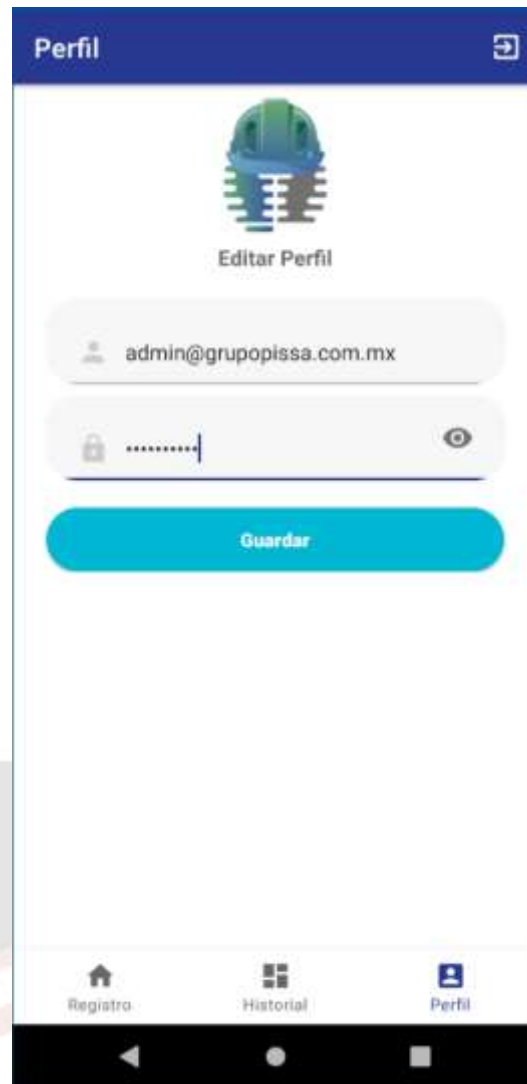 Perfil
Editar Perfil
admin@grupopissa.com.mx
••••••••••
Guardar
Registro
Historial
Perfil